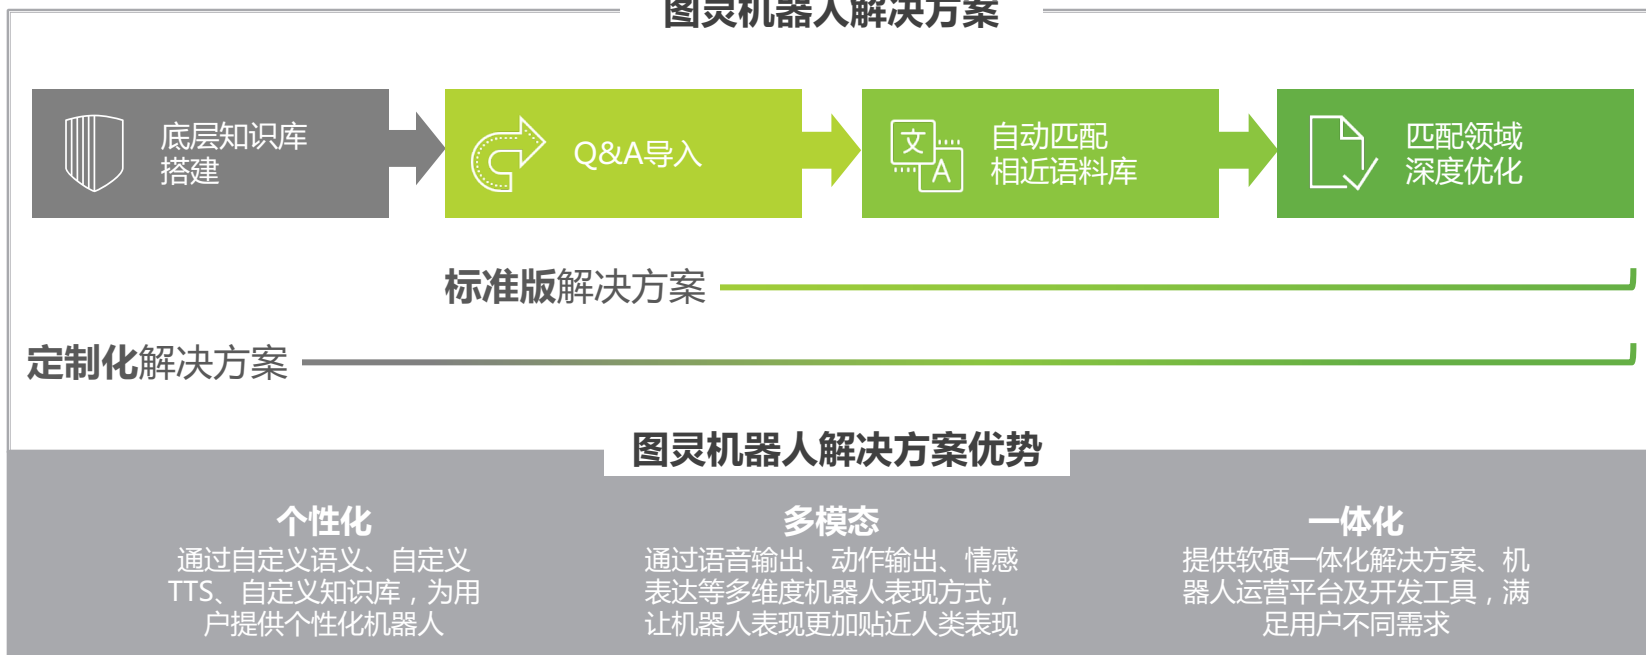 图灵机器人解决方案
底层知识库
搭建
Q&A导入
自动匹配
相近语料库
匹配领域
深度优化
文
A
标准版解决方案
定制化解决方案
图灵机器人解决方案优势
个性化
通过自定义语义、自定义
TTS、自定义知识库，为用
户提供个性化机器人
多模态
通过语音输出、动作输出、情感
表达等多维度机器人表现方式，
让机器人表现更加贴近人类表现
一体化
提供软硬一体化解决方案、机
器人运营平台及开发工具，满
足用户不同需求